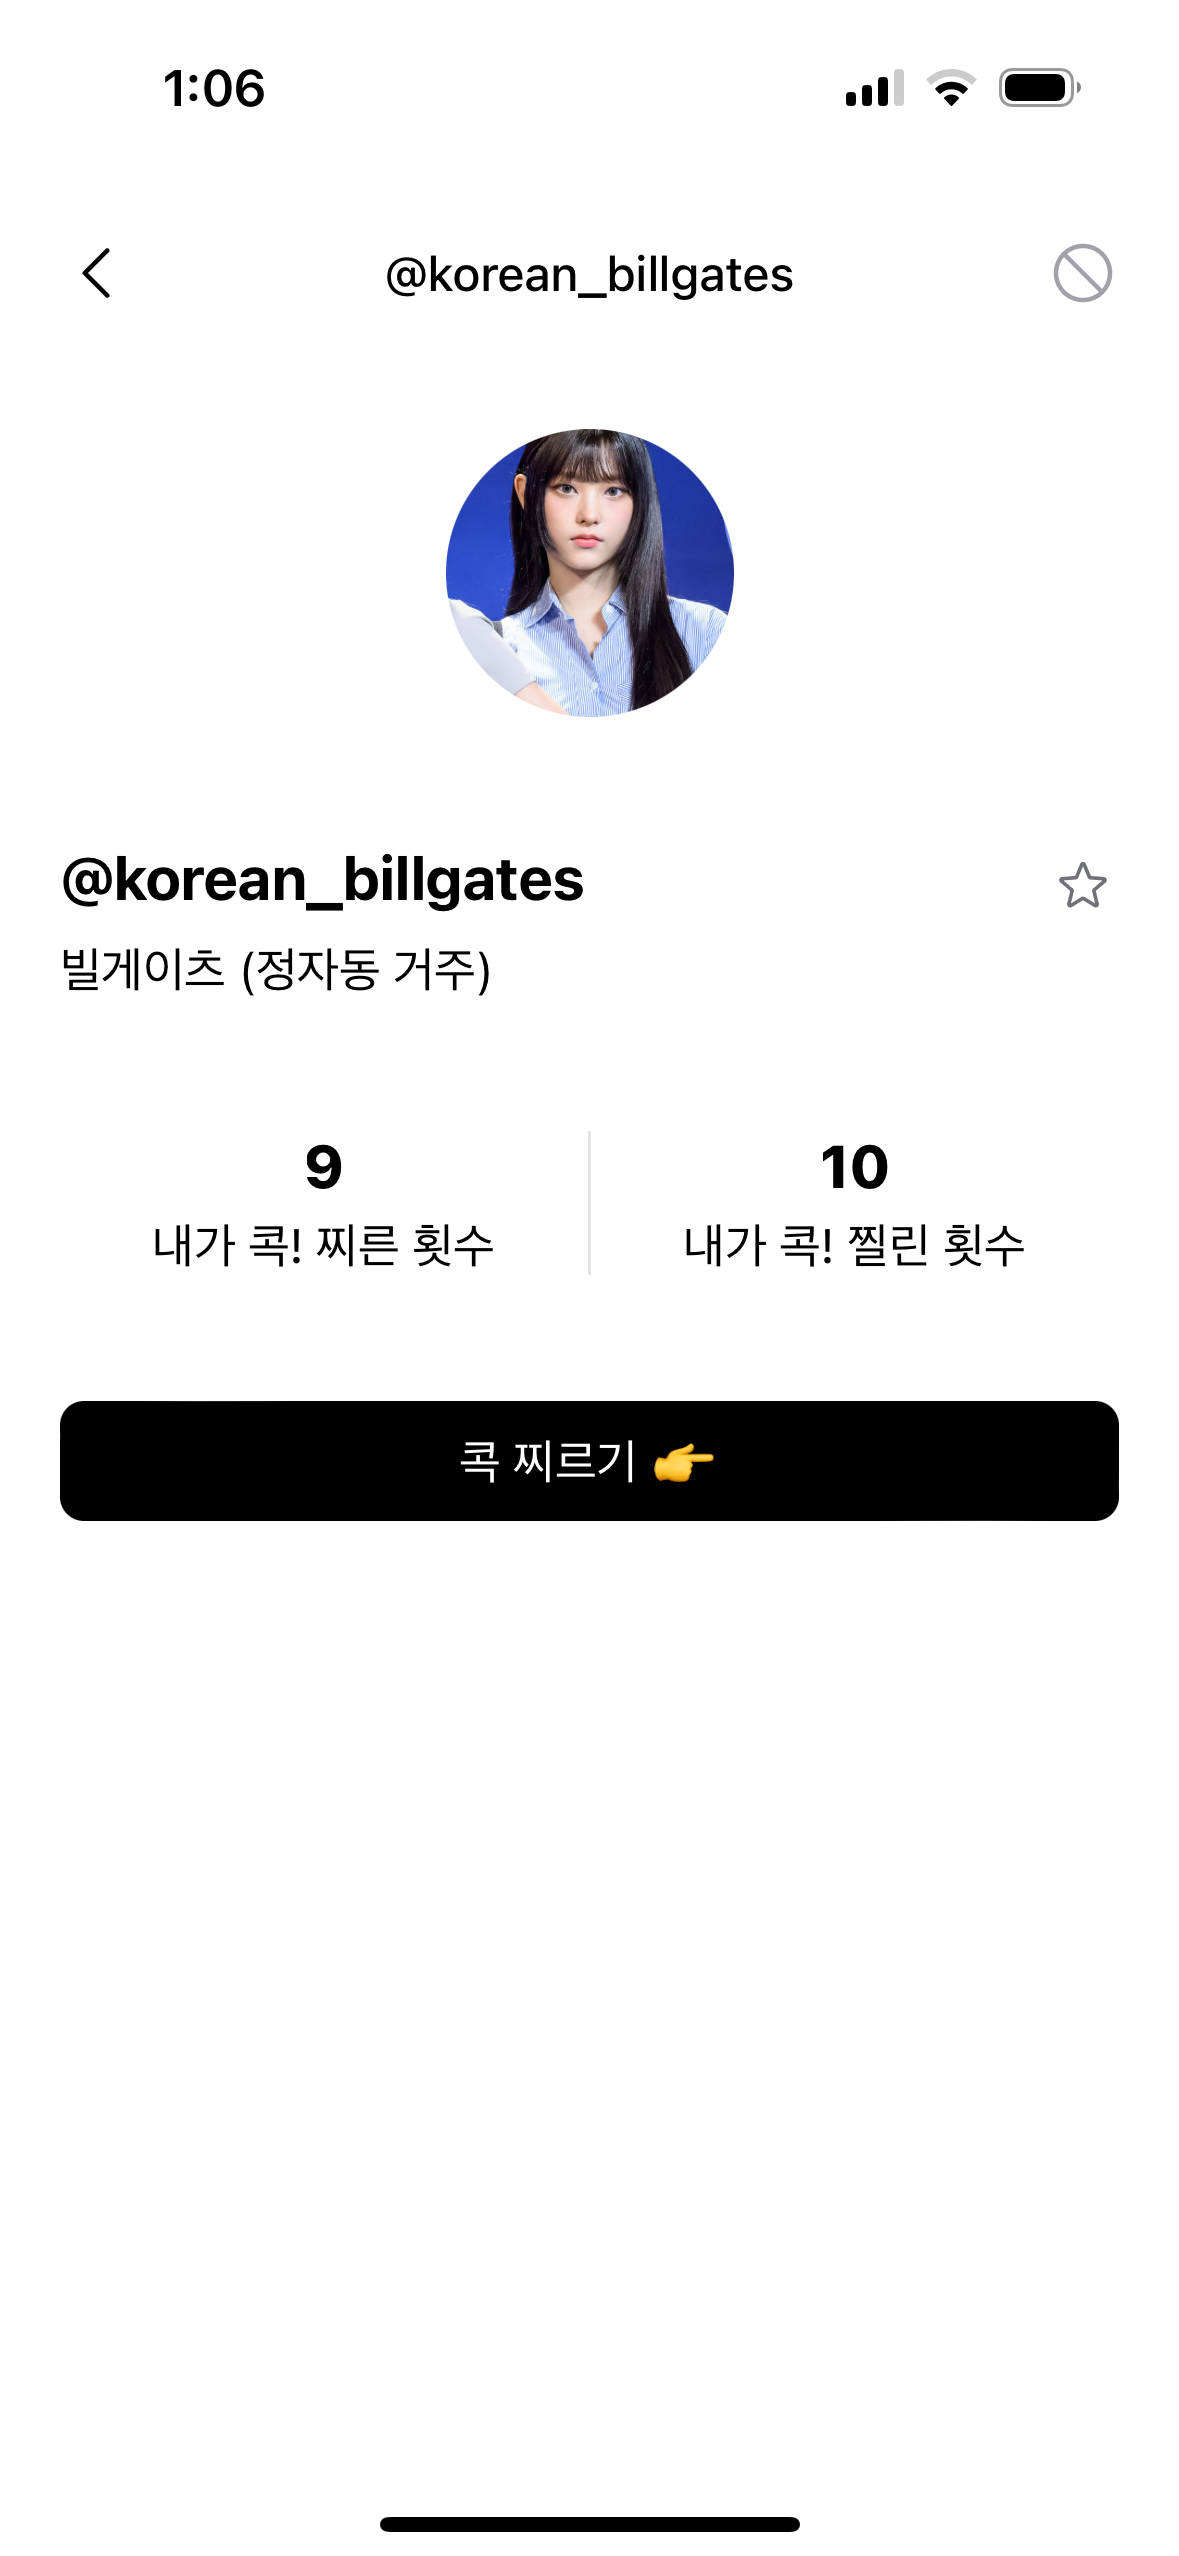 1:06
@korean_billgates
@korean_billgates
빌게이츠 (정자동 거주)
9
내가 콕! 찌른 횟수
10
내가 콕! 찔린 횟수
콕 찌르기 👉